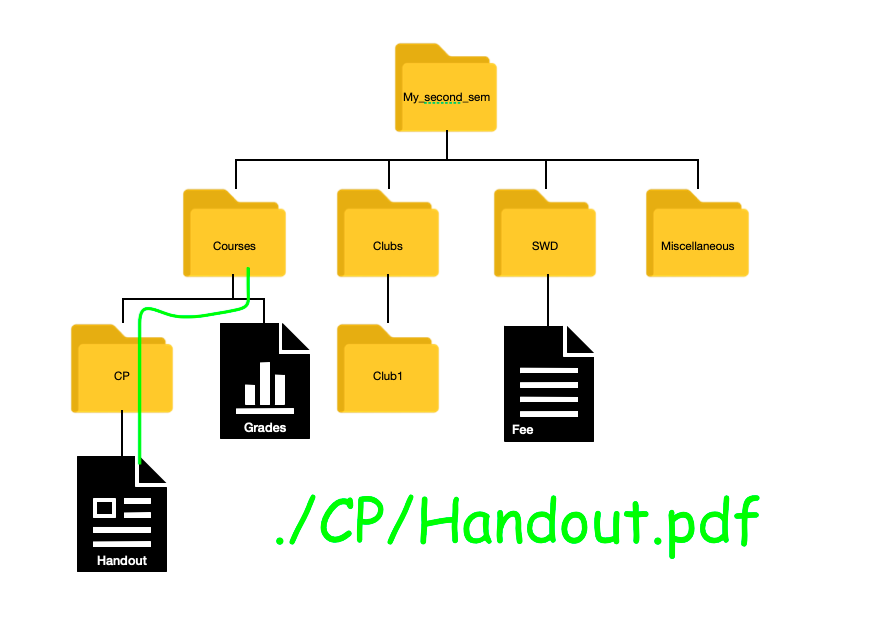 My_second_sem
Courses
Clubs
SWD
Miscellaneous
CP
Grades
Club1
Fee
Handout
./CP/Handout.pdf